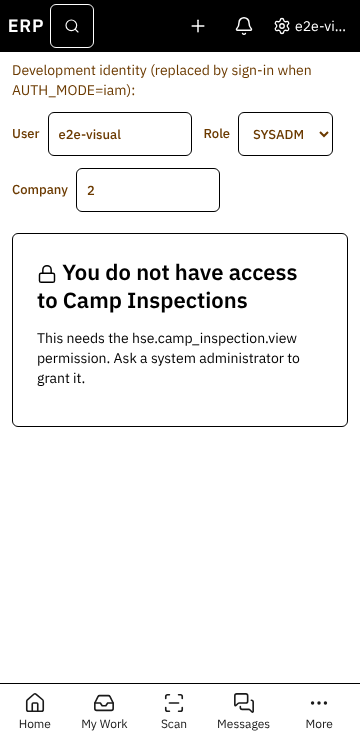 ERP
e2e-vi...
Development identity (replaced by sign-in when
AUTH_MODE=iam):
User e2e-visual Role SYSADM
Company 2
You do not have access
to Camp Inspections
This needs the hse.camp_inspection.view
permission. Ask a system administrator to
grant it.
Home My Work Scan Messages More